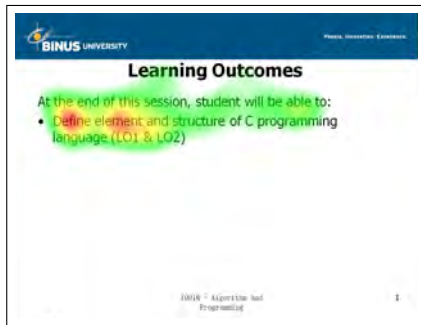 BINUS UNIVERSITY
People, Innovation, Excellence.
Learning Outcomes
At the end of this session, student will be able to:
• Define element and structure of C programming
language (LO1 & LO2)
Algorithm and
Programming